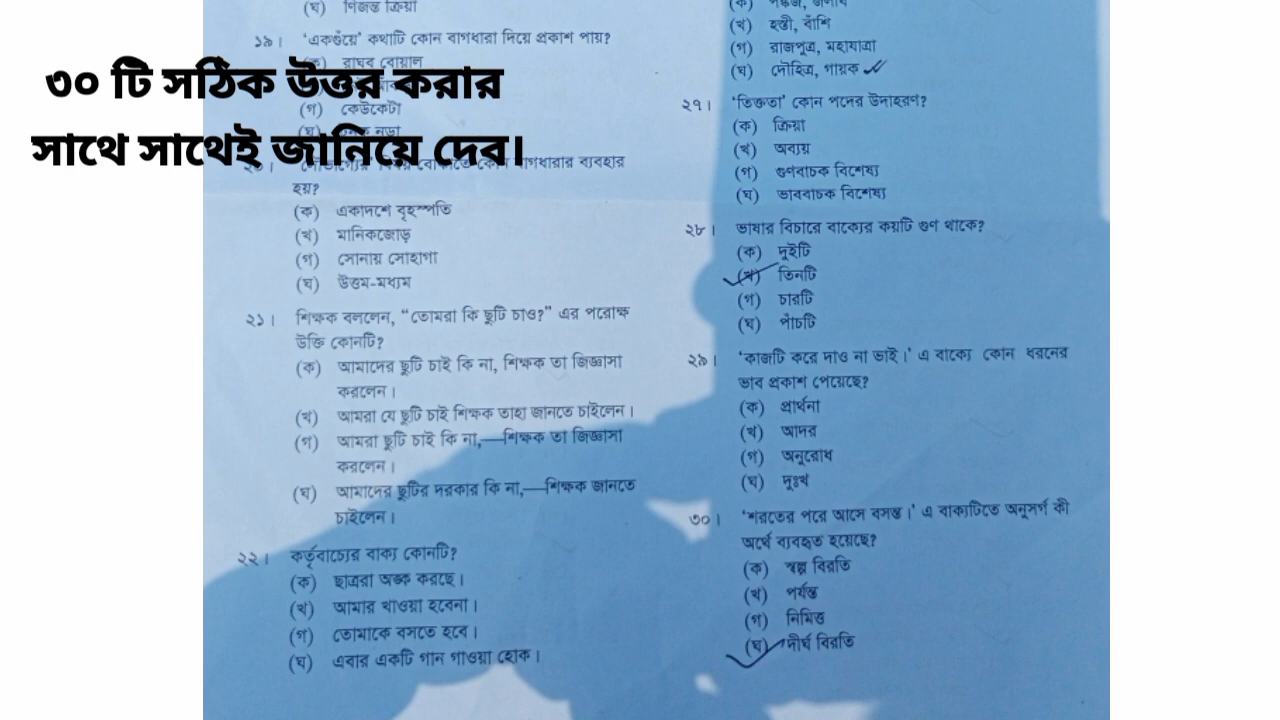 ৩০ টি সঠিক উত্তর করার
সাথে সাথেই জানিয়ে দেব।
(ঘ) ণিজন্ত ক্রিয়া
১৯। 'একগুঁয়ে' কথাটি কোন বাগধারা দিয়ে প্রকাশ পায়?
(ক) রাঘব বোয়াল
(গ) কেউকেটা
(ঘ)
বোঝাতে কোন বাগধারার ব্যবহার
হয়?
(ক) একাদশে বৃহস্পতি
(খ) মানিকজোড়
(গ) সোনায় সোহাগা
(ঘ) উত্তম-মধ্যম
২১। শিক্ষক বললেন, "তোমরা কি ছুটি চাও?" এর পরোক্ষ
উক্তি কোনটি?
(ক) আমাদের ছুটি চাই কি না, শিক্ষক তা জিজ্ঞাসা
করলেন।
(খ) আমরা যে ছুটি চাই শিক্ষক তাহা জানতে চাইলেন।
(গ) আমরা ছুটি চাই কি না,—শিক্ষক তা জিজ্ঞাসা
করলেন।
(ঘ) আমাদের ছুটির দরকার কি না,—শিক্ষক জানতে
চাইলেন।
২২। কর্তৃবাচ্যের বাক্য কোনটি?
(ক) ছাত্ররা অঙ্ক করছে।
(খ) আমার খাওয়া হবেনা।
(গ) তোমাকে বসতে হবে।
(ঘ) এবার একটি গান গাওয়া হোক।
(ক) পঙ্কজ, জলধি
(খ) হস্তী, বাঁশি
(গ) রাজপুত্র, মহাযাত্রা
(ঘ) দৌহিত্র, গায়ক
২৭। 'তিক্ততা' কোন পদের উদাহরণ?
(ক) ক্রিয়া
(খ) অব্যয়
(গ) গুণবাচক বিশেষ্য
(ঘ) ভাববাচক বিশেষ্য
২৮। ভাষার বিচারে বাক্যের কয়টি গুণ থাকে?
(ক) দুইটি
(খ) তিনটি
(গ) চারটি
(ঘ) পাঁচটি
২৯। 'কাজটি করে দাও না ভাই।' এ বাক্যে কোন ধরনের
ভাব প্রকাশ পেয়েছে?
(ক) প্রার্থনা
(খ) আদর
(গ) অনুরোধ
(ঘ) দুঃখ
৩০। 'শরতের পরে আসে বসন্ত।' এ বাক্যটিতে অনুসর্গ কী
অর্থে ব্যবহৃত হয়েছে?
(ক) স্বল্প বিরতি
(খ) পর্যন্ত
(গ) নিমিত্ত
(ঘ) দীর্ঘ বিরতি